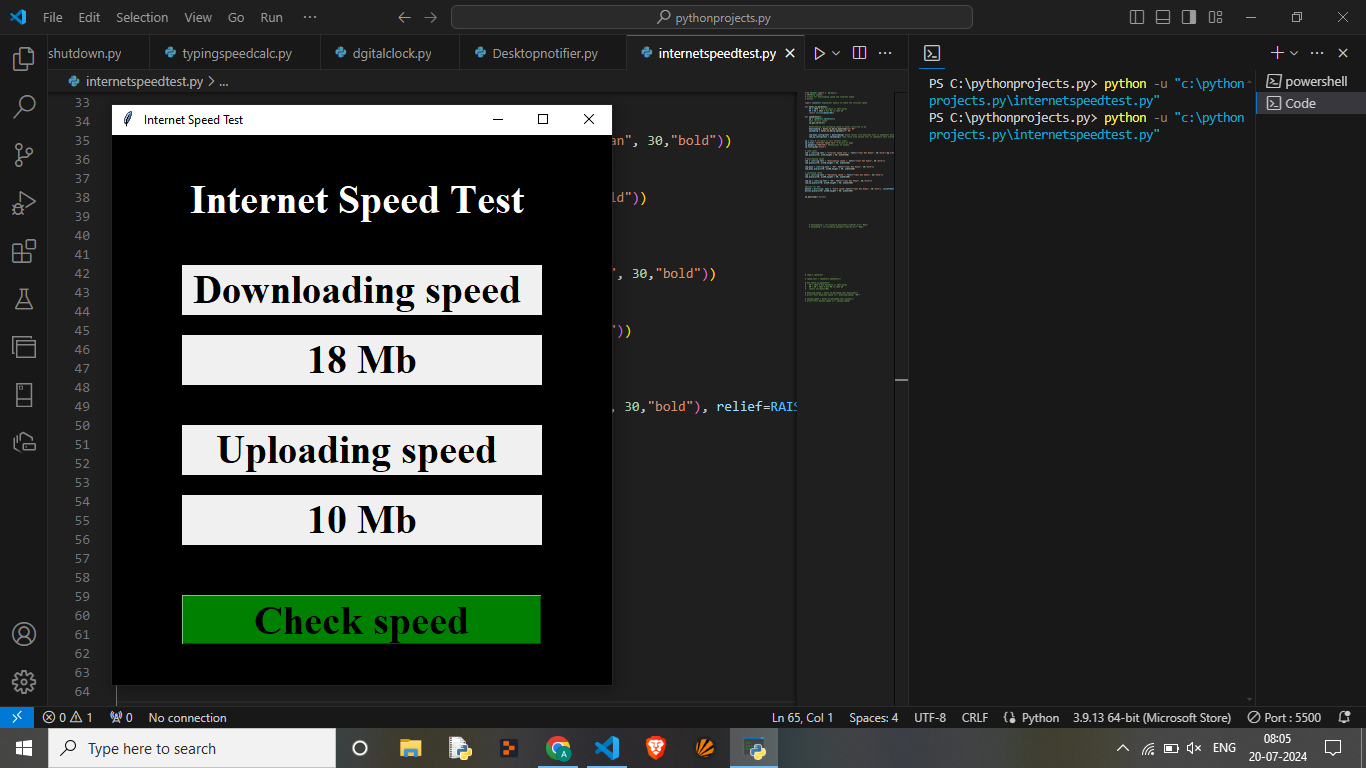 File Edit Selection View Go Run ···
pythonprojects.py
shutdown.py typingspeedcalc.py dgitalclock.py Desktopnotifier.py internetspeedtest.py
internetspeedtest.py > ...
33
34
35 an", 30,"bold"))
36
37
38 ld"))
39
40
41
42 ", 30,"bold"))
43
44
45 "))
46
47
48
49 , 30,"bold"), relief=RAIS
50
51
52
53
54
55
56
57
58
59
60
61
62
63
64
Internet Speed Test
Internet Speed Test
Downloading speed
18 Mb
Uploading speed
10 Mb
Check speed
PS C:\pythonprojects.py> python -u "c:\python
projects.py\internetspeedtest.py"
PS C:\pythonprojects.py> python -u "c:\python
projects.py\internetspeedtest.py"
powershell
Code
0 1 0 No connection Ln 65, Col 1 Spaces: 4 UTF-8 CRLF Python 3.9.13 64-bit (Microsoft Store) Port : 5500
Type here to search
ENG
08:05
20-07-2024